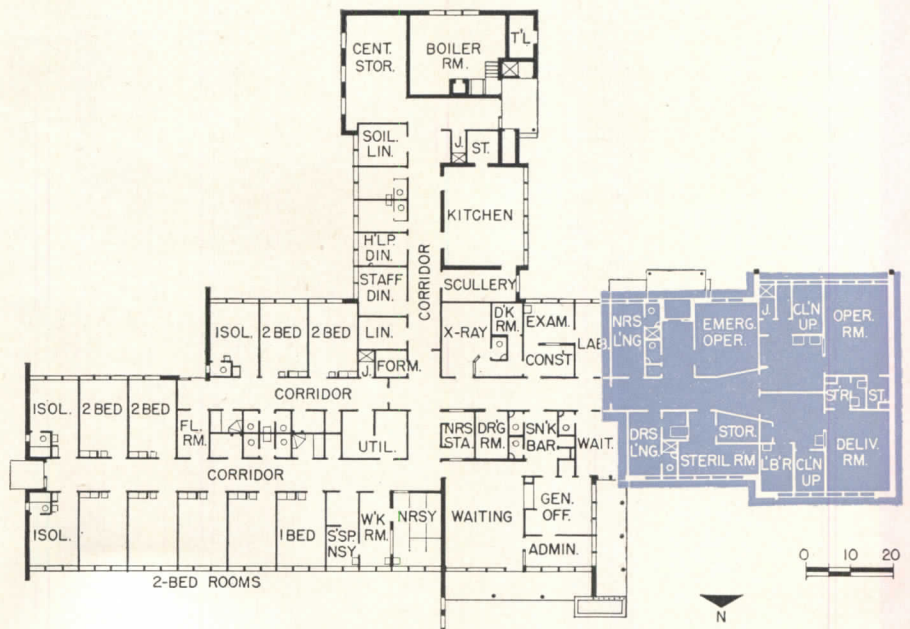 CENT.
STOR.
BOILER
RM.
T'L
SOIL.
LIN.
J.
ST.
KITCHEN
H'LP.
DIN.
STAFF
DIN.
CORRIDOR
SCULLERY
ISOL.
2 BED
2 BED
LIN.
J.
FORM.
X-RAY
D'K
RM.
EXAM.
CONST
LAB.
NRS
L'NG
EMERG.
OPER.
J.
CL'N
UP
OPER.
RM.
CORRIDOR
ISOL.
2 BED
2 BED
FL.
RM.
UTIL.
NRS
STA.
DR'G
RM.
SN'K
BAR
WAIT.
DRS
L'NG.
STOR.
STERIL RM
ST.
L'B'R
CL'N
UP
DELIV.
RM.
CORRIDOR
ISOL.
1 BED
S'SP.
NSY.
W'K
RM.
NRSY
WAITING
GEN.
OFF.
ADMIN.
2-BED ROOMS
0 10 20
N